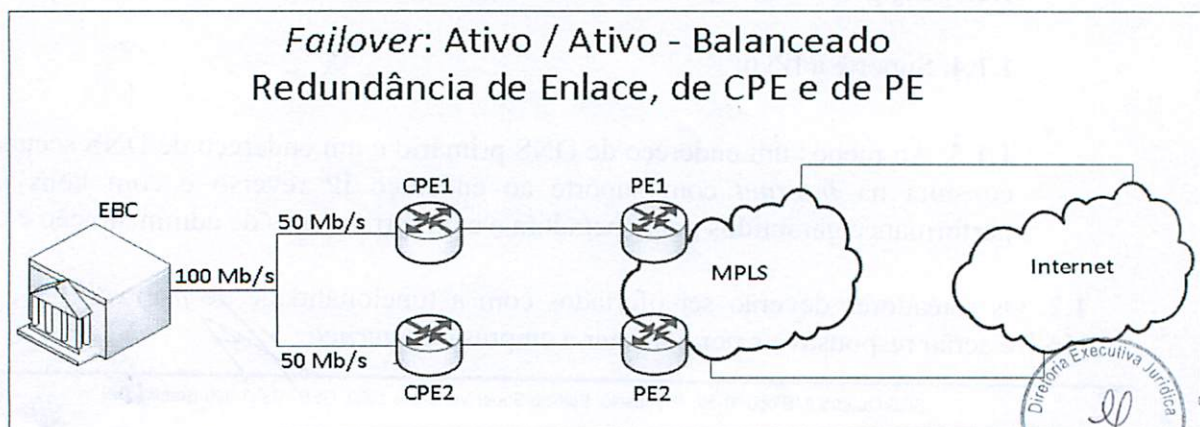 Failover: Ativo / Ativo - Balanceado
Redundância de Enlace, de CPE e de PE
EBC
100 Mb/s
50 Mb/s
CPE1
50 Mb/s
CPE2
PE1
PE2
MPLS
Internet
Diretoria Executiva Jurídica